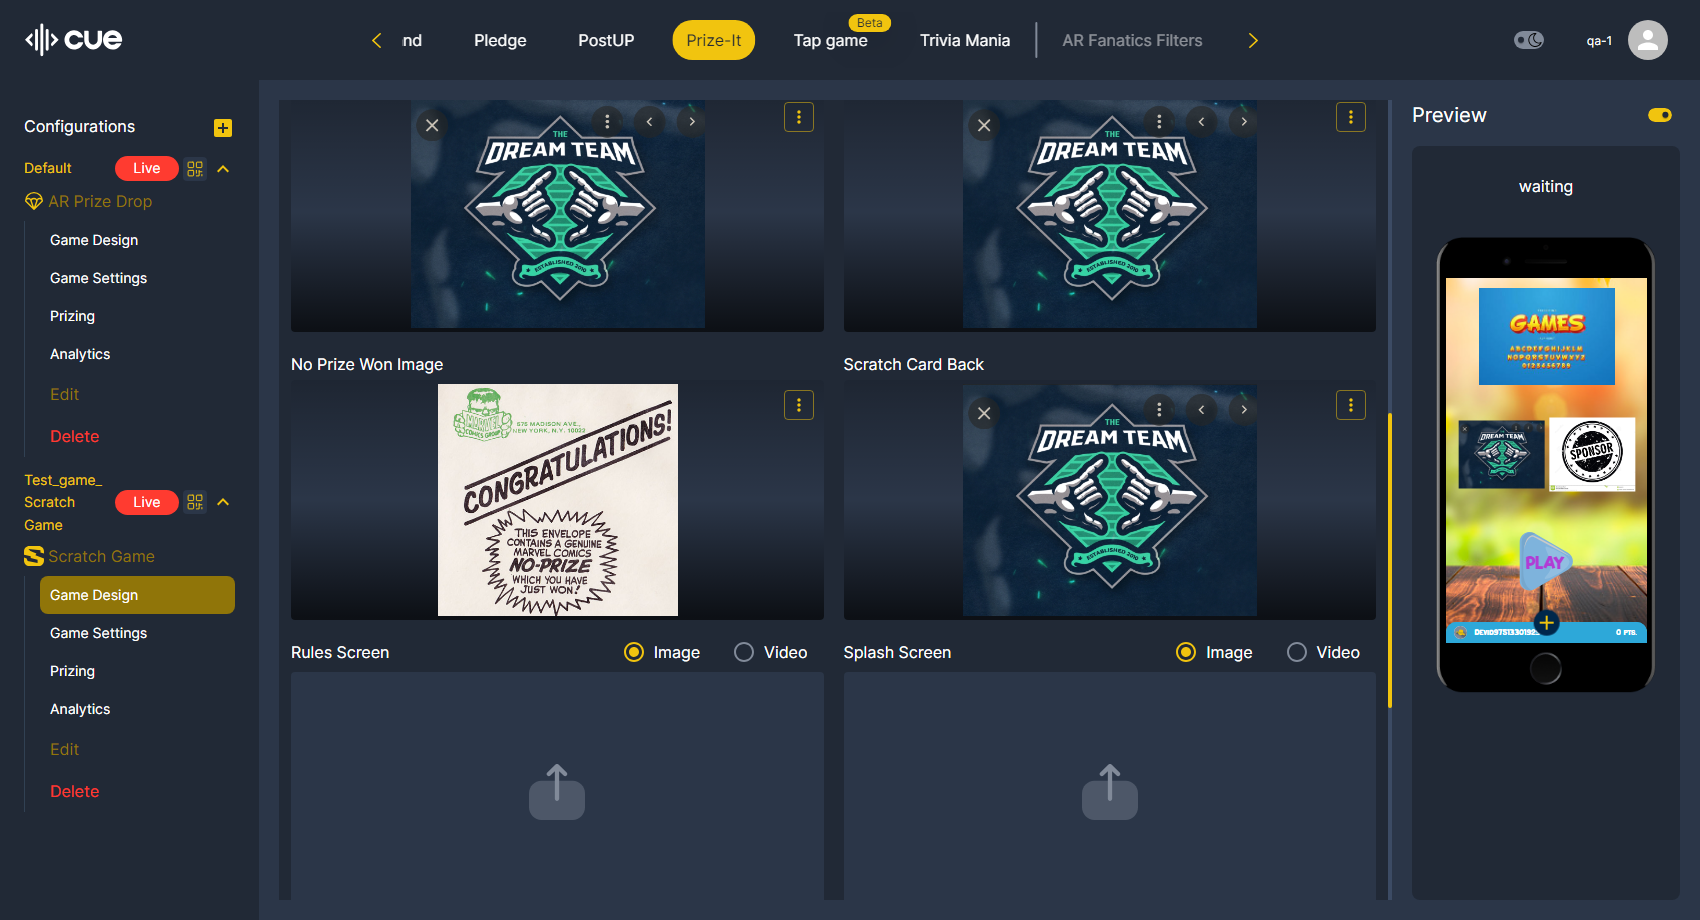 cue
nd
Pledge
PostUP
Prize-It
Beta
Tap game
Trivia Mania
AR Fanatics Filters
qa-1
Configurations
Default
Live
AR Prize Drop
Game Design
Game Settings
Prizing
Analytics
Edit
Delete
Test_game_
Scratch
Game
Live
Scratch Game
Game Design
Game Settings
Prizing
Analytics
Edit
Delete
THE
DREAM TEAM
ESTABLISHED 2010
THE
DREAM TEAM
ESTABLISHED 2010
No Prize Won Image
Scratch Card Back
COMICS GROUP
575 MADISON AVE.,
NEW YORK, N.Y. 10022
CONGRATULATIONS!
THIS ENVELOPE
CONTAINS A GENUINE
MARVEL COMICS
NO-PRIZE
WHICH YOU HAVE
JUST WON!
THE
DREAM TEAM
ESTABLISHED 2010
Rules Screen
Image
Video
Splash Screen
Image
Video
Preview
waiting
GAMES
ABCDEFGHIJKLM
NOPQRSTUVWXYZ
0123456789
DREAM TEAM
SPONSOR
PLAY
0 PTS.